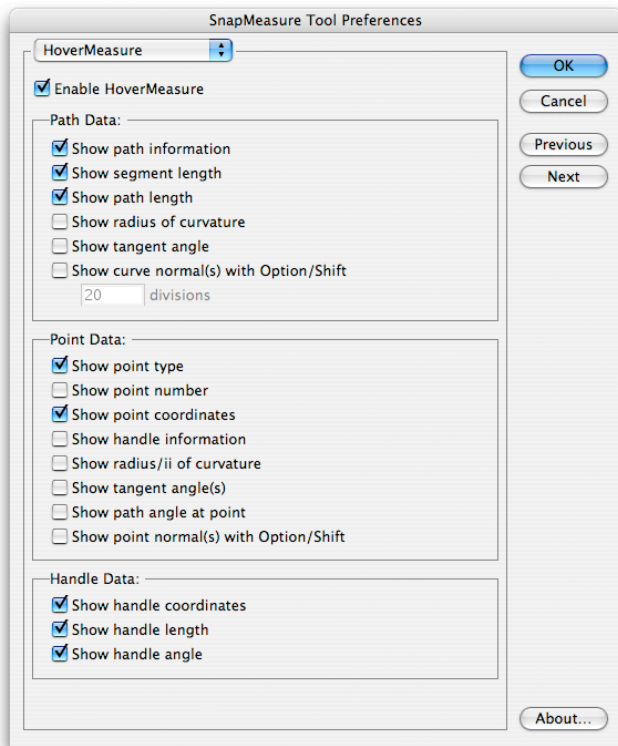 SnapMeasure Tool Preferences
HoverMeasure
Enable HoverMeasure
Path Data:
Show path information
Show segment length
Show path length
Show radius of curvature
Show tangent angle
Show curve normal(s) with Option/Shift
20 divisions
Point Data:
Show point type
Show point number
Show point coordinates
Show handle information
Show radius/ii of curvature
Show tangent angle(s)
Show path angle at point
Show point normal(s) with Option/Shift
Handle Data:
Show handle coordinates
Show handle length
Show handle angle
OK
Cancel
Previous
Next
About...